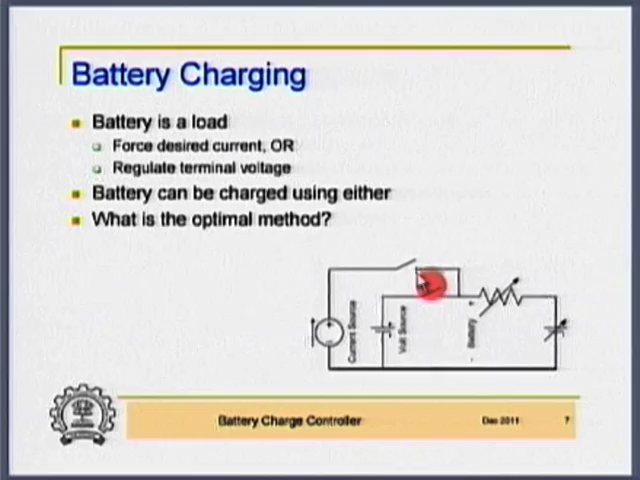 Battery Charging
Battery is a load
Force desired current, OR
Regulate terminal voltage
Battery can be charged using either
What is the optimal method?
Current Source
Volt Source
- Battery +
Battery Charge Controller
Dec 2011
7